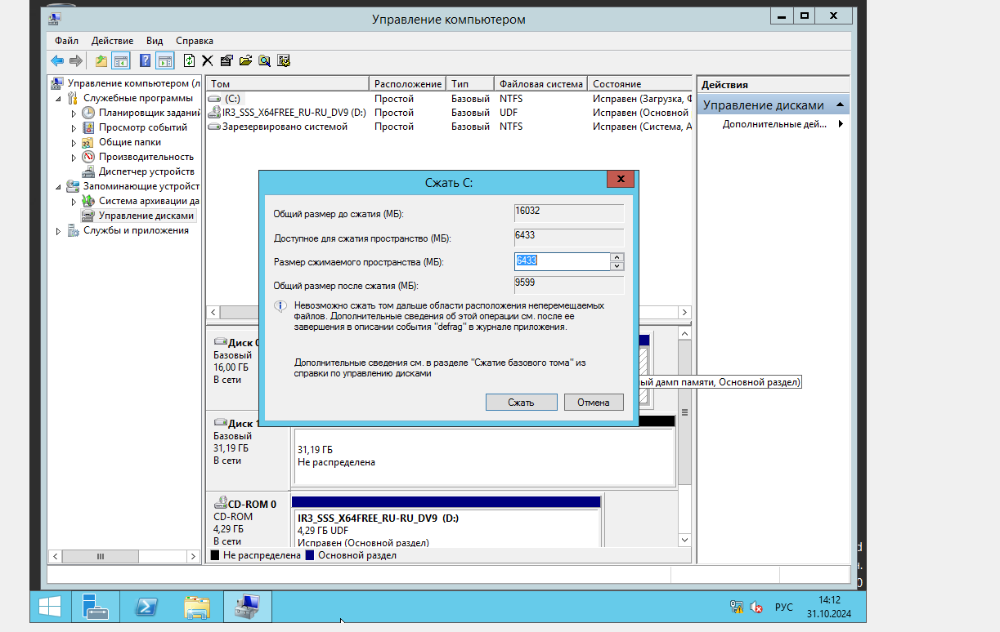 Управление компьютером
Файл Действие Вид Справка
Управление компьютером (л
Служебные программы
Планировщик заданий
Просмотр событий
Общие папки
Производительность
Диспетчер устройств
Запоминающие устройст
Система архивации да
Управление дисками
Службы и приложения
Том Расположение Тип Файловая система Состояние
(C:) Простой Базовый NTFS Исправен (Загрузка, Ф
IR3_SSS_X64FREE_RU-RU_DV9 (D:) Простой Базовый UDF Исправен (Основной раздел)
Зарезервировано системой Простой Базовый NTFS Исправен (Система, А
Действия
Управление дисками
Дополнительные дей...
Сжать C:
Общий размер до сжатия (МБ): 16032
Доступное для сжатия пространство (МБ): 6433
Размер сжимаемого пространства (МБ): 6433
Общий размер после сжатия (МБ): 9599
Невозможно сжать том дальше области расположения неперемещаемых
файлов. Дополнительные сведения об этой операции см. после ее
завершения в описании события "defrag" в журнале приложения.
Дополнительные сведения см. в разделе "Сжатие базового тома" из
справки по управлению дисками
Сжать Отмена
Диск 0
Базовый
16,00 ГБ
В сети
ый дамп памяти, Основной раздел)
Диск 1
Базовый
31,19 ГБ
В сети
31,19 ГБ
Не распределена
CD-ROM 0
CD-ROM
4,29 ГБ
В сети
IR3_SSS_X64FREE_RU-RU_DV9 (D:)
4,29 ГБ UDF
Исправен (Основной раздел)
Не распределена Основной раздел
РУС
14:12
31.10.2024